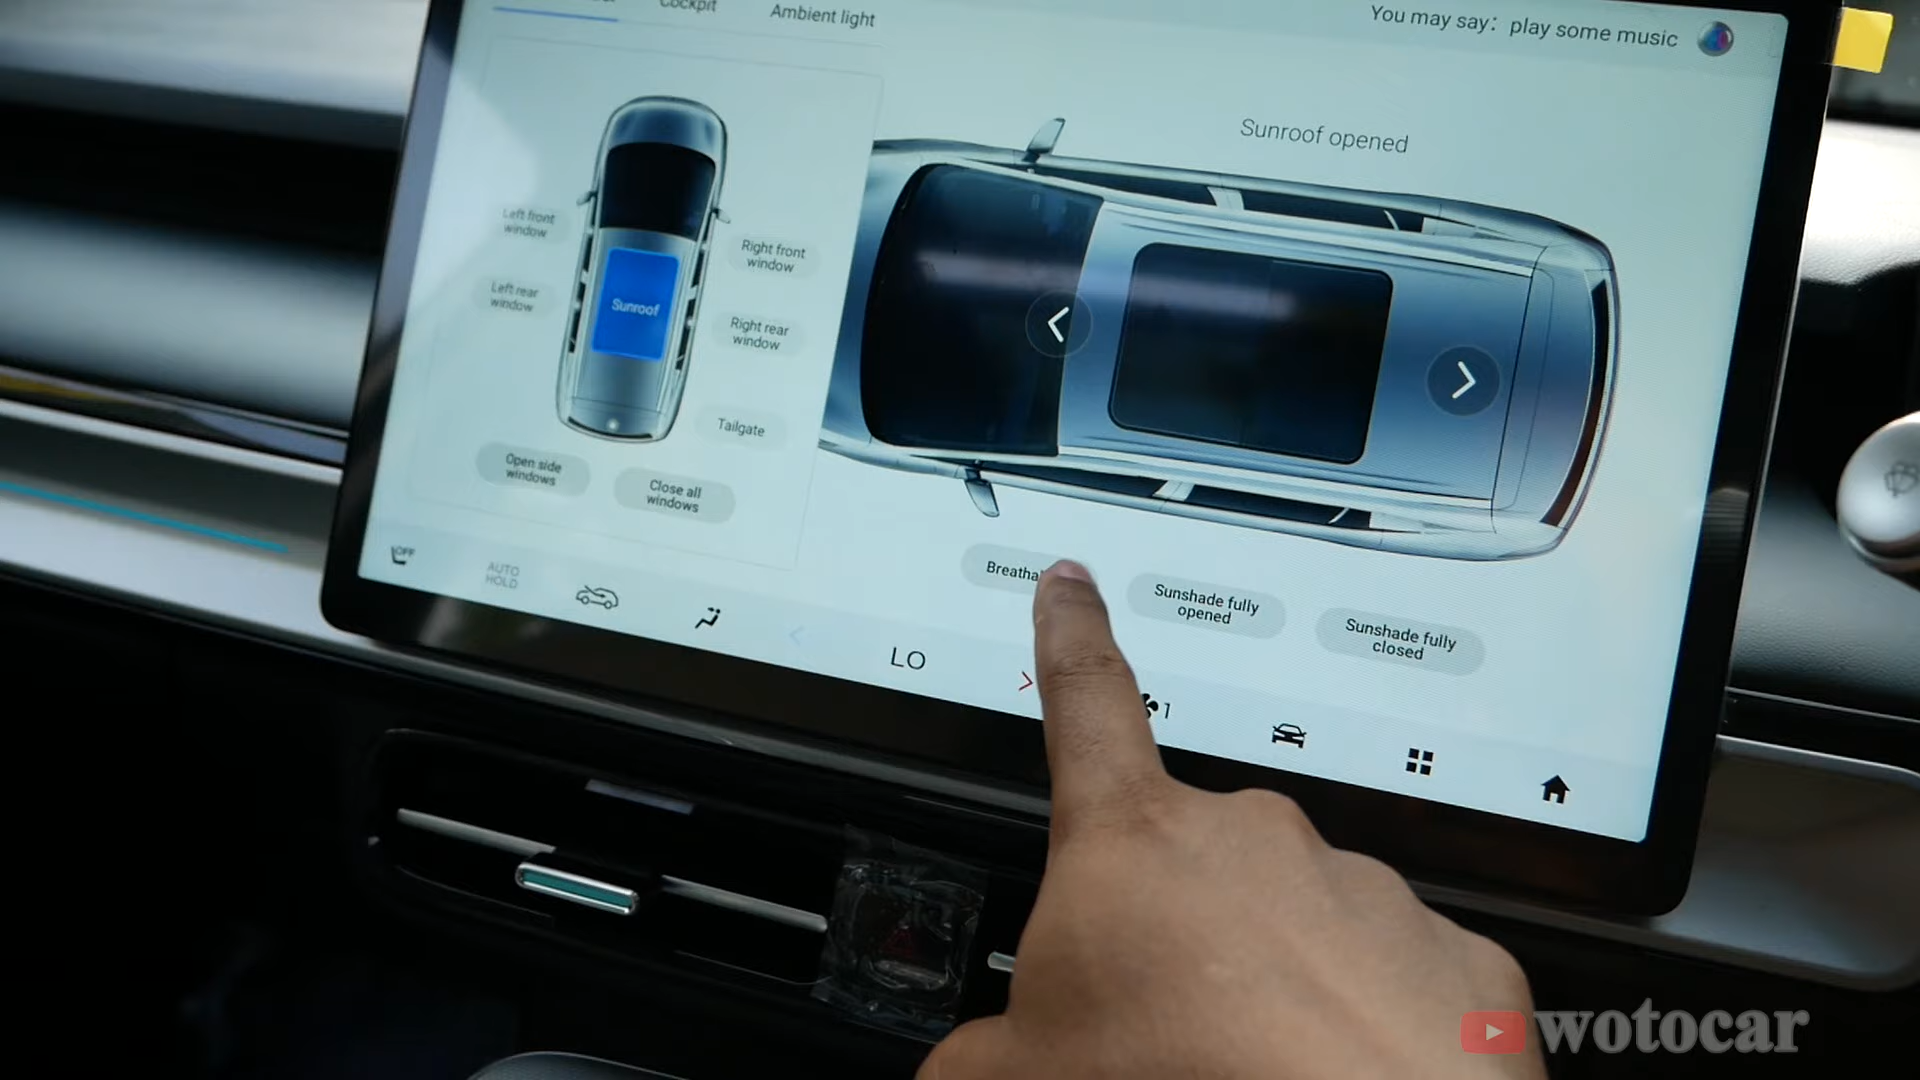 Cockpit
Ambient light
You may say: play some music
Sunroof opened
Left front
window
Right front
window
Left rear
window
Sunroof
Right rear
window
Tailgate
Open side
windows
Close all
windows
Sunshade fully
opened
Sunshade fully
closed
OFF
AUTO
HOLD
LO
1
wotocar